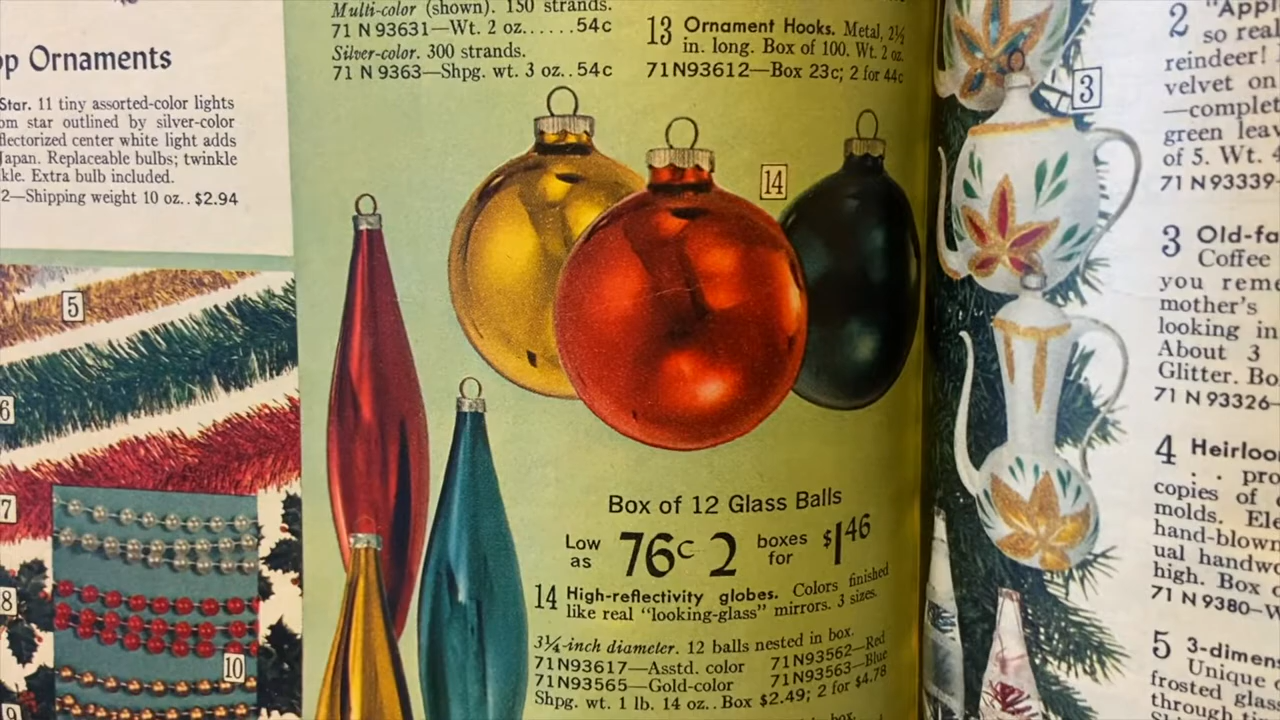 op Ornaments
Star. 11 tiny assorted-color lights
om star outlined by silver-color
flectorized center white light adds
Japan. Replaceable bulbs; twinkle
kle. Extra bulb included.
2—Shipping weight 10 oz.. $2.94
5
6
7
8
9
10
Multi-color (shown). 150 strands.
71 N 93631—Wt. 2 oz......54c
Silver-color. 300 strands.
71 N 9363—Shpg. wt. 3 oz..54c
13 Ornament Hooks. Metal, 2½
in. long. Box of 100. Wt. 2 oz.
71N93612—Box 23c; 2 for 44c
14
Box of 12 Glass Balls
Low as 76c 2 boxes for $1.46
14 High-reflectivity globes. Colors finished
like real "looking-glass" mirrors. 3 sizes.
3¼-inch diameter. 12 balls nested in box.
71N93617—Asstd. color 71N93562—Red
71N93565—Gold-color 71N93563—Blue
Shpg. wt. 1 lb. 14 oz.. Box $2.49; 2 for $4.78
box.
3
2 "Appl
so real
reindeer!
velvet on
—complet
green leav
of 5. Wt. 4
71 N 93339-
3 Old-fa
Coffee
you reme
mother's
looking in
About 3
Glitter. Bo
71 N 93326—
4 Heirloo
. pro
copies of
molds. Ele
hand-blown
ual handwo
high. Box o
71 N 9380—W
5 3-dimen
Unique
frosted glas
through tin